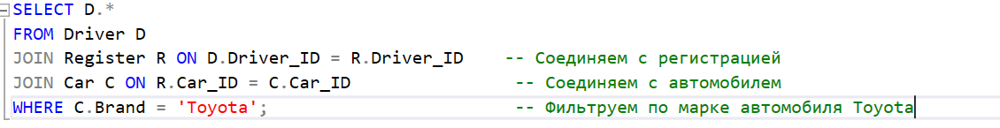 SELECT D.*
FROM Driver D
JOIN Register R ON D.Driver_ID = R.Driver_ID    -- Соединяем с регистрацией
JOIN Car C ON R.Car_ID = C.Car_ID                -- Соединяем с автомобилем
WHERE C.Brand = 'Toyota';                        -- Фильтруем по марке автомобиля Toyota